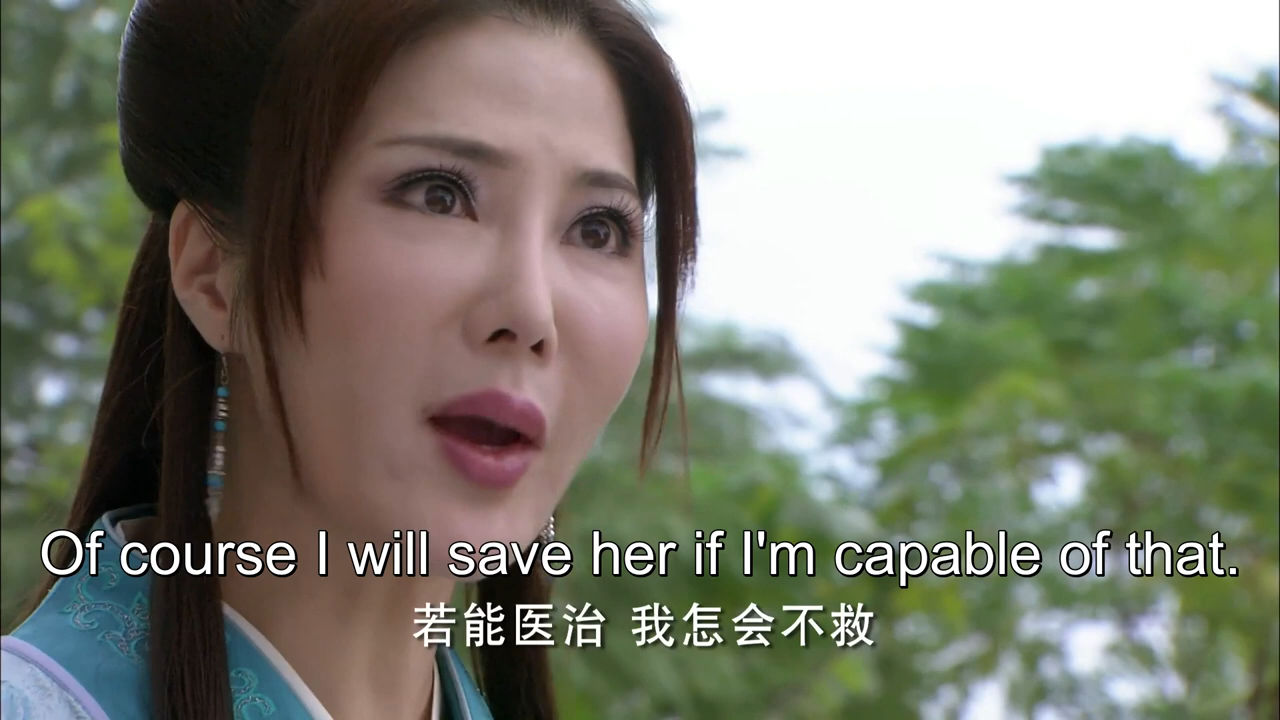 Of course I will save her if I'm capable of that.
若能医治 我怎会不救